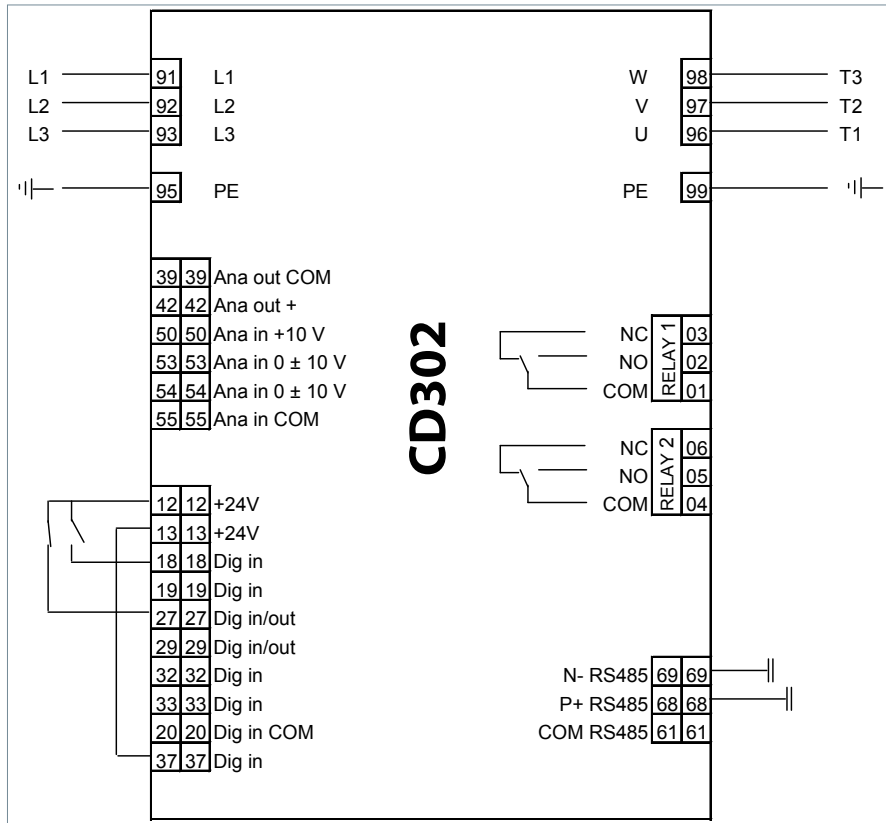 L1 91 L1
L2 92 L2
L3 93 L3
95 PE
W 98 T3
V 97 T2
U 96 T1
PE 99
39 39 Ana out COM
42 42 Ana out +
50 50 Ana in +10 V
53 53 Ana in 0 ± 10 V
54 54 Ana in 0 ± 10 V
55 55 Ana in COM
CD302
NC 03
NO 02
COM 01
RELAY 1
NC 06
NO 05
COM 04
RELAY 2
12 12 +24V
13 13 +24V
18 18 Dig in
19 19 Dig in
27 27 Dig in/out
29 29 Dig in/out
32 32 Dig in
33 33 Dig in
20 20 Dig in COM
37 37 Dig in
N- RS485 69 69
P+ RS485 68 68
COM RS485 61 61